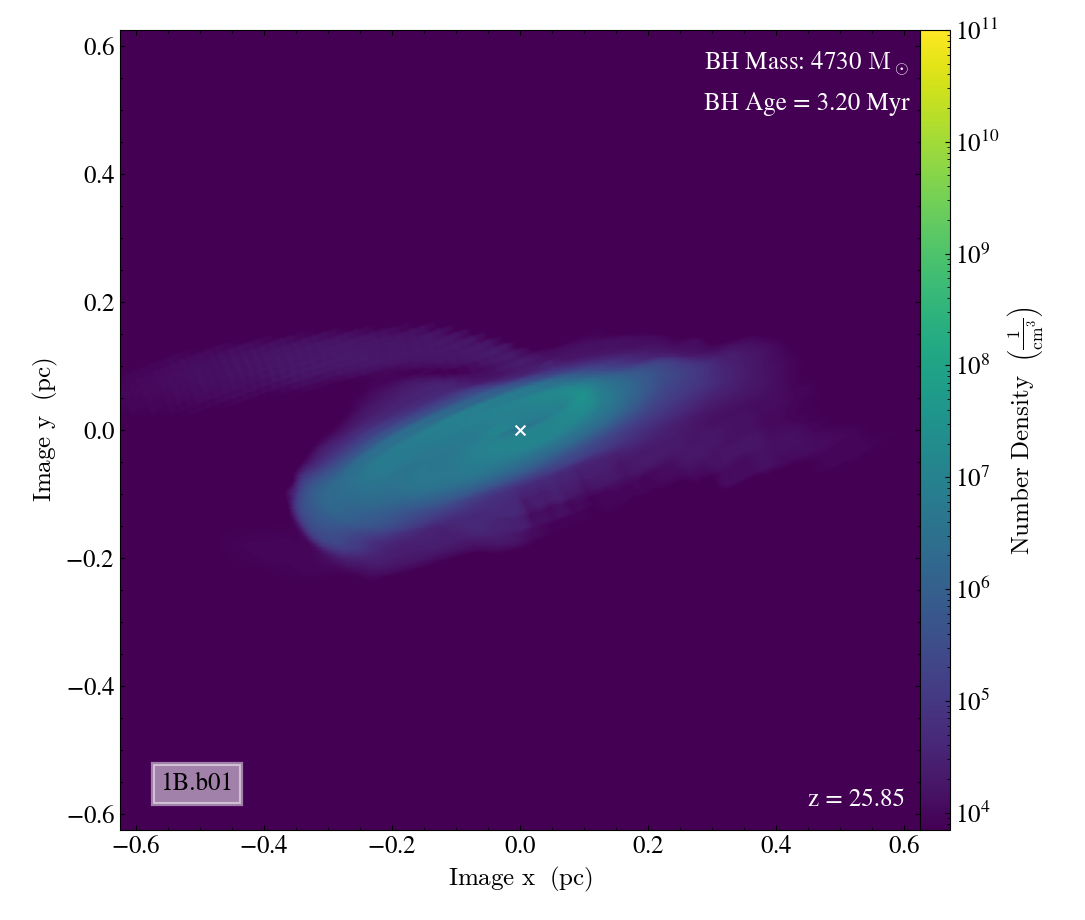 BH Mass: 4730 M⊙
BH Age = 3.20 Myr
1B.b01
z = 25.85
0.6
0.4
0.2
0.0
−0.2
−0.4
−0.6
Image y (pc)
−0.6 −0.4 −0.2 0.0 0.2 0.4 0.6
Image x (pc)
10¹¹
10¹⁰
10⁹
10⁸
10⁷
10⁶
10⁵
10⁴
Number Density (1/cm³)